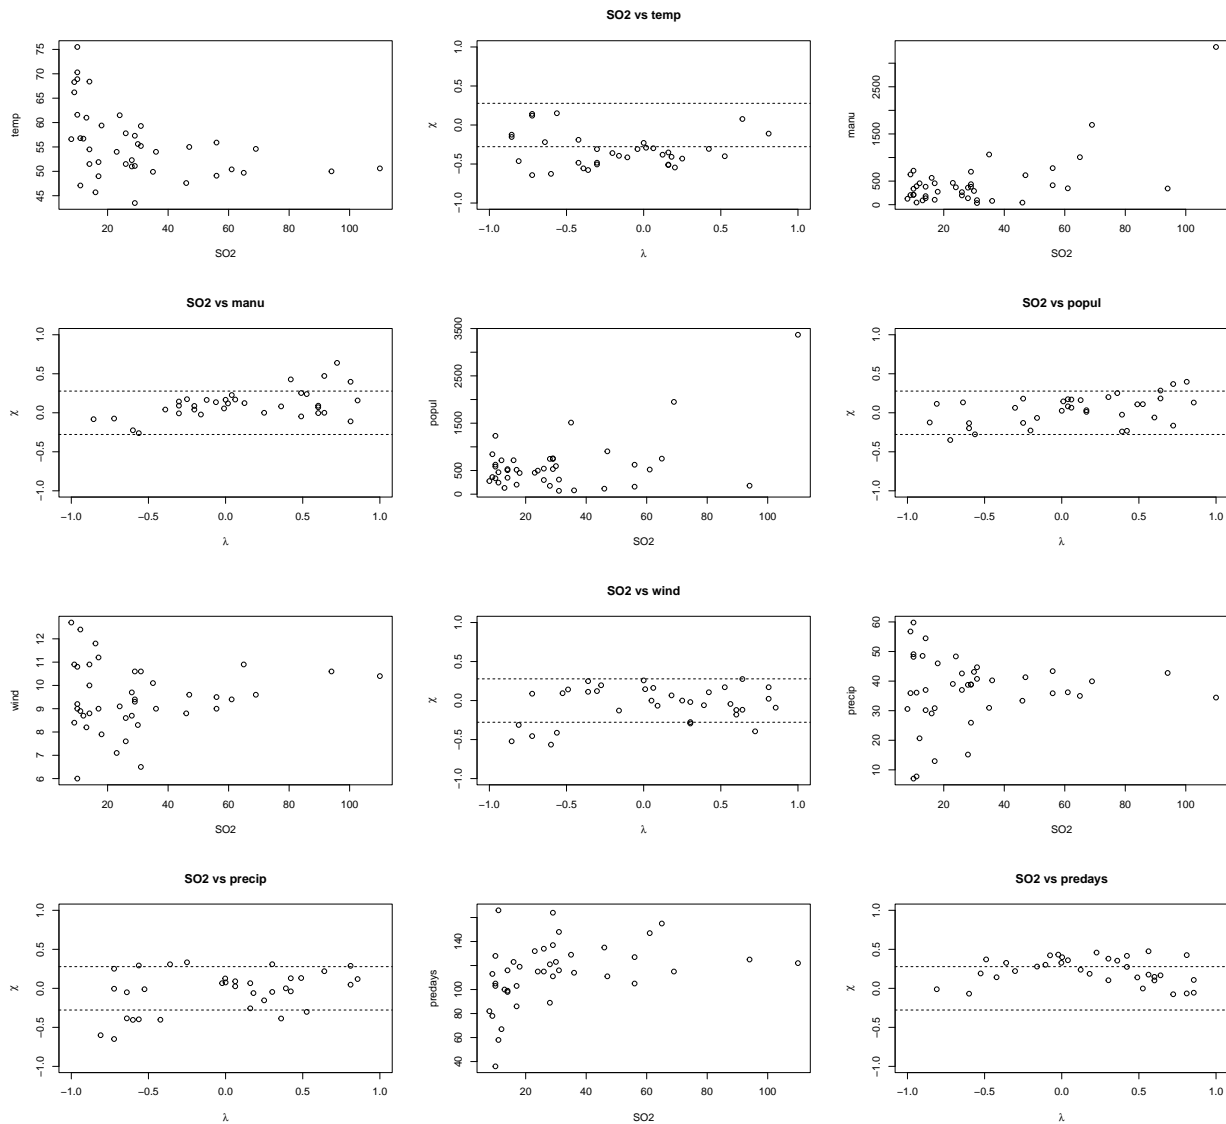 SO2 vs temp
45 50 55 60 65 70 75
temp
20 40 60 80 100
SO2
−1.0 −0.5 0.0 0.5 1.0
χ
−1.0 −0.5 0.0 0.5 1.0
λ
0 500 1500 2500
manu
20 40 60 80 100
SO2
SO2 vs manu
−1.0 −0.5 0.0 0.5 1.0
χ
−1.0 −0.5 0.0 0.5 1.0
λ
0 500 1500 2500 3500
popul
20 40 60 80 100
SO2
SO2 vs popul
−1.0 −0.5 0.0 0.5 1.0
χ
−1.0 −0.5 0.0 0.5 1.0
λ
6 7 8 9 10 11 12
wind
20 40 60 80 100
SO2
SO2 vs wind
−1.0 −0.5 0.0 0.5 1.0
χ
−1.0 −0.5 0.0 0.5 1.0
λ
10 20 30 40 50 60
precip
20 40 60 80 100
SO2
SO2 vs precip
−1.0 −0.5 0.0 0.5 1.0
χ
−1.0 −0.5 0.0 0.5 1.0
λ
40 60 80 100 140
predays
20 40 60 80 100
SO2
SO2 vs predays
−1.0 −0.5 0.0 0.5 1.0
χ
−1.0 −0.5 0.0 0.5 1.0
λ